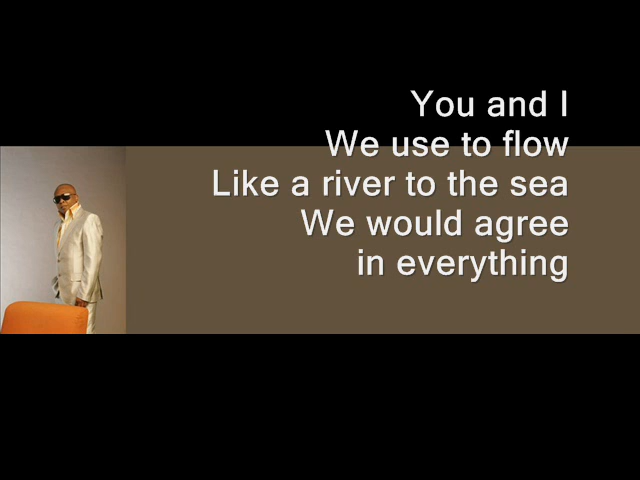 You and I
We use to flow
Like a river to the sea
We would agree
in everything